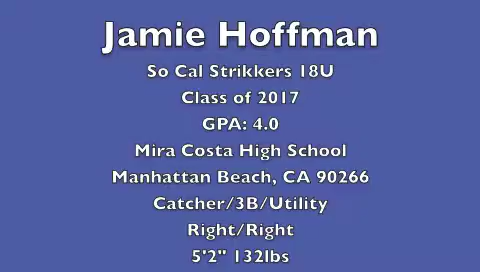 Jamie Hoffman
So Cal Strikkers 18U
Class of 2017
GPA: 4.0
Mira Costa High School
Manhattan Beach, CA 90266
Catcher/3B/Utility
Right/Right
5'2" 132lbs